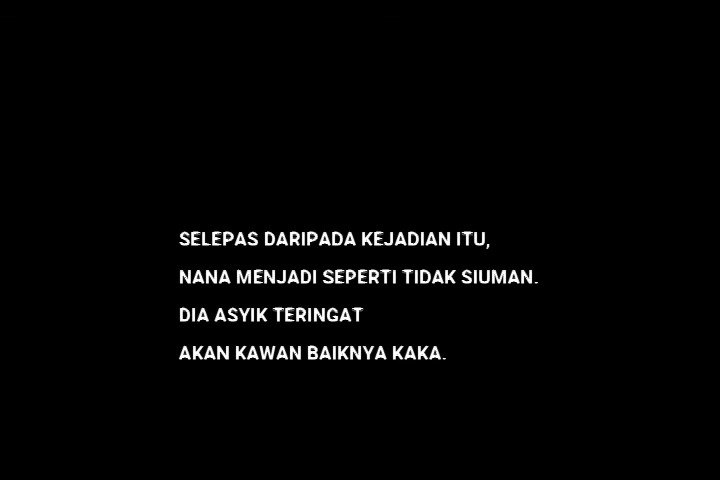 SELEPAS DARIPADA KEJADIAN ITU,
NANA MENJADI SEPERTI TIDAK SIUMAN.
DIA ASYIK TERINGAT
AKAN KAWAN BAIKNYA KAKA.